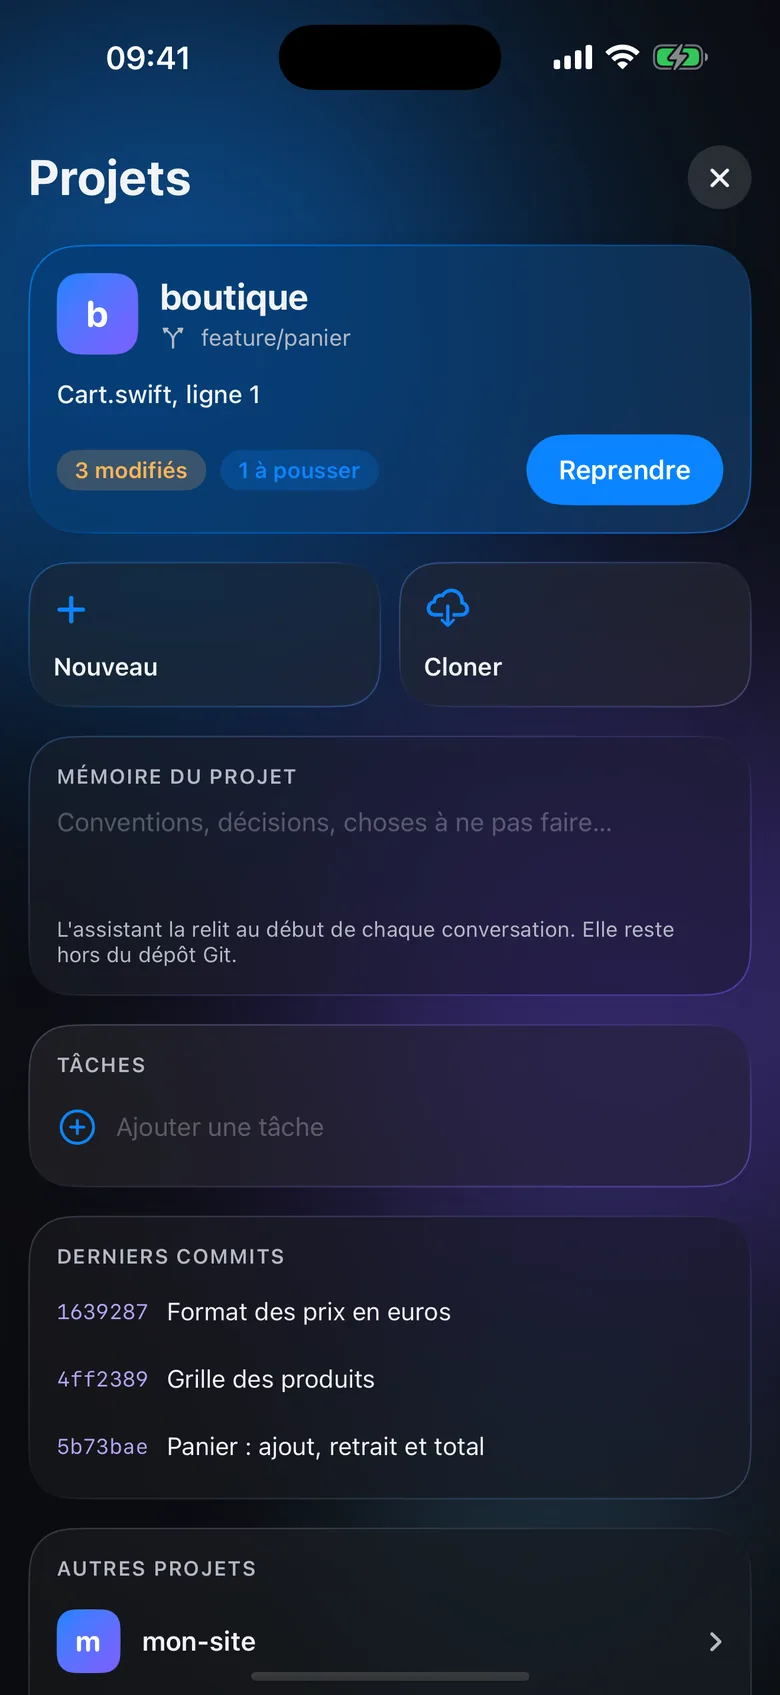 09:41
Projets
b
boutique
feature/panier
Cart.swift, ligne 1
3 modifiés
1 à pousser
Reprendre
Nouveau
Cloner
MÉMOIRE DU PROJET
Conventions, décisions, choses à ne pas faire...
L'assistant la relit au début de chaque conversation. Elle reste
hors du dépôt Git.
TÂCHES
Ajouter une tâche
DERNIERS COMMITS
1639287 Format des prix en euros
4ff2389 Grille des produits
5b73bae Panier : ajout, retrait et total
AUTRES PROJETS
m
mon-site